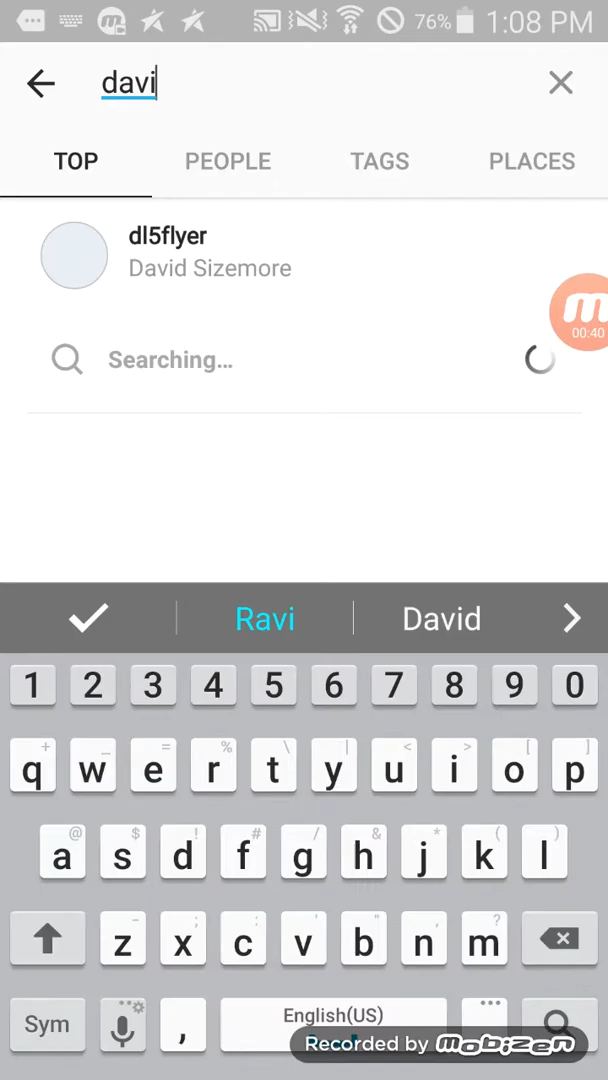 76% 1:08 PM
davi
TOP PEOPLE TAGS PLACES
dl5flyer
David Sizemore
00:40
Searching...
Ravi David
1 2 3 4 5 6 7 8 9 0
+ _ = % \ | < > [ ]
q w e r t y u i o p
@ $ ! # / & * ( )
a s d f g h j k l
- ; : ' " , ?
z x c v b n m
Sym , English(US)
Recorded by mobizen